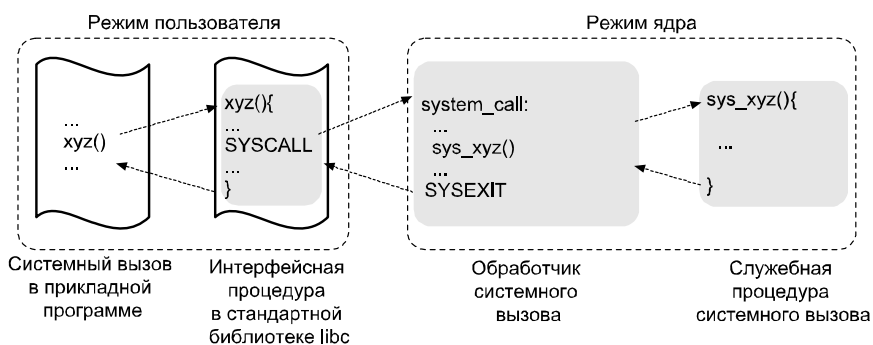 Режим пользователя
Режим ядра
...
xyz()
...
xyz(){
...
SYSCALL
...
}
system_call:
...
sys_xyz()
...
SYSEXIT
sys_xyz(){
...
}
Системный вызов
в прикладной
программе
Интерфейсная
процедура
в стандартной
библиотеке libc
Обработчик
системного
вызова
Служебная
процедура
системного вызова